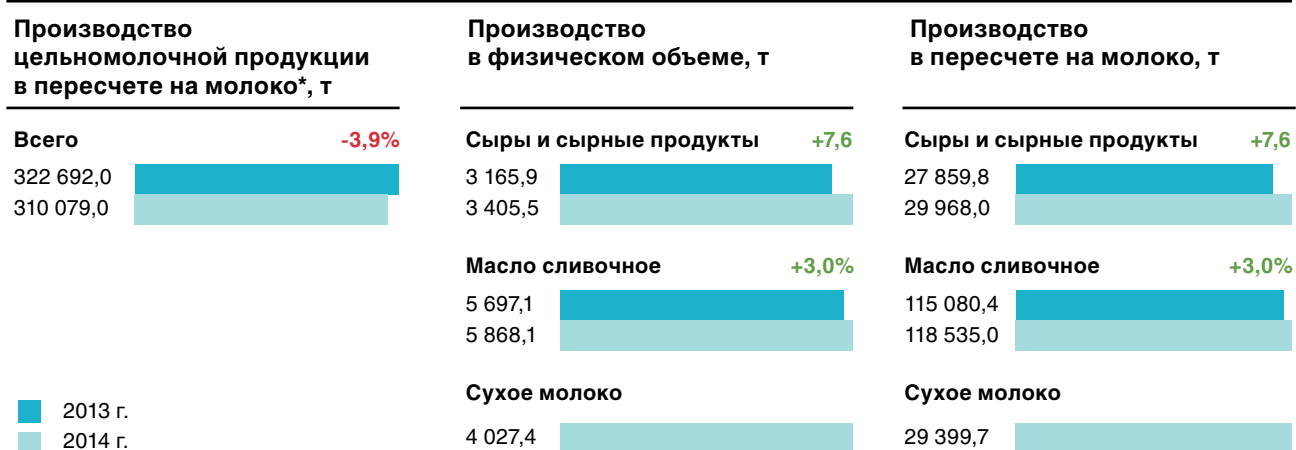 Производство
цельномолочной продукции
в пересчете на молоко*, т
Всего -3,9%
322 692,0
310 079,0
2013 г.
2014 г.
Производство
в физическом объеме, т
Сыры и сырные продукты +7,6
3 165,9
3 405,5
Масло сливочное +3,0%
5 697,1
5 868,1
Сухое молоко
4 027,4
Производство
в пересчете на молоко, т
Сыры и сырные продукты +7,6
27 859,8
29 968,0
Масло сливочное +3,0%
115 080,4
118 535,0
Сухое молоко
29 399,7